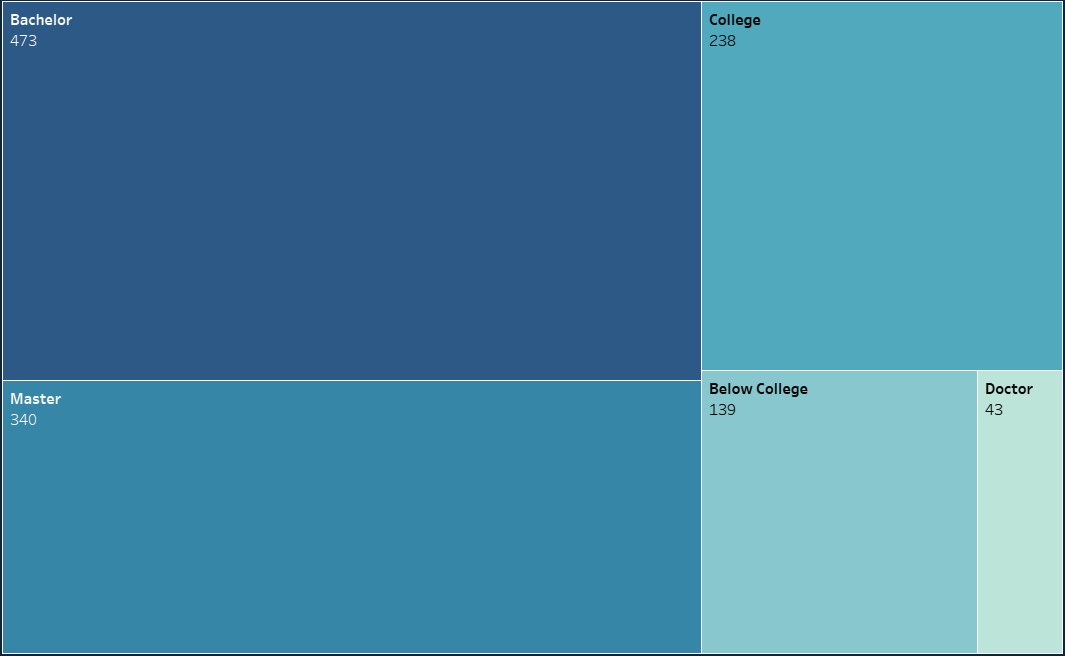 Bachelor
473
College
238
Master
340
Below College
139
Doctor
43